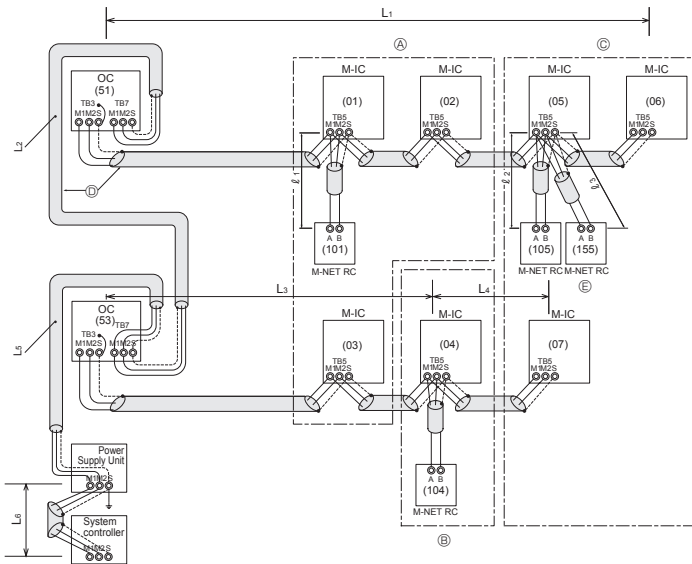 L1
Ⓐ
Ⓒ
M-IC
M-IC
M-IC
M-IC
OC
(51)
TB3
TB7
M1M2S
M1M2S
(01)
TB5
M1M2S
(02)
TB5
M1M2S
(05)
TB5
M1M2S
(06)
TB5
M1M2S
L2
Ⓓ
ℓ1
ℓ2
ℓ3
A B
(101)
M-NET RC
A B
(105)
M-NET RC
A B
(155)
M-NET RC
Ⓔ
L3
L4
OC
(53)
TB3
TB7
M1M2S
M1M2S
M-IC
M-IC
M-IC
(03)
TB5
M1M2S
(04)
TB5
M1M2S
(07)
TB5
M1M2S
L5
Power
Supply Unit
M1M2S
A B
(104)
M-NET RC
Ⓑ
L6
System
controller
M1M2S